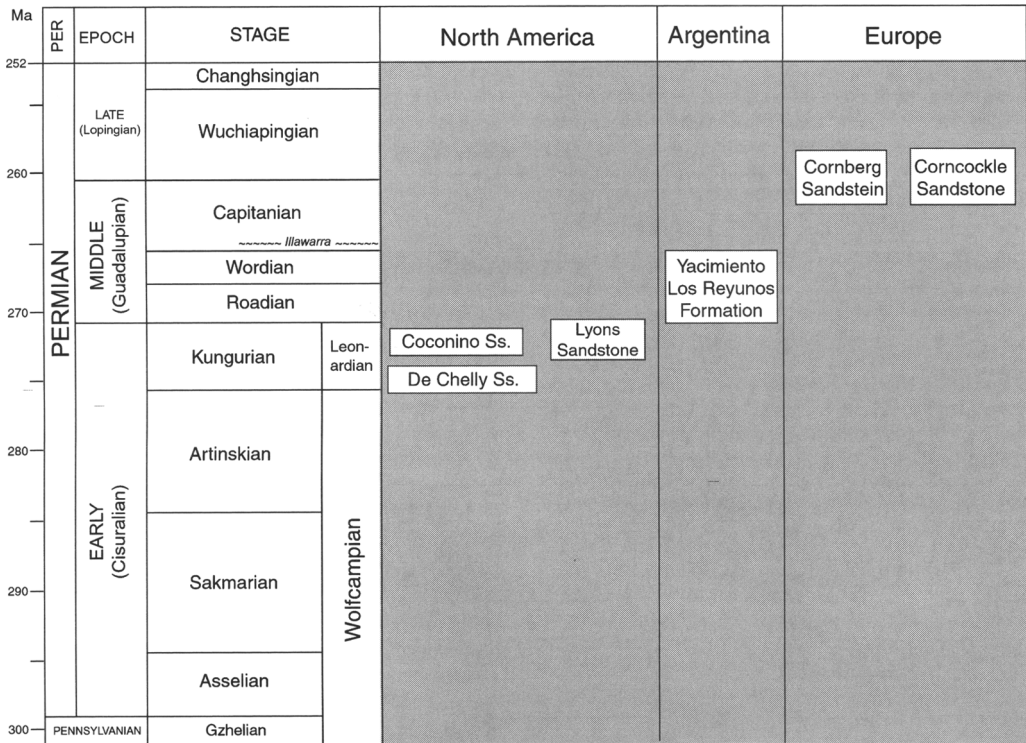 Ma
PER
EPOCH
STAGE
North America
Argentina
Europe
252
260
270
280
290
300
PERMIAN
LATE
(Lopingian)
MIDDLE
(Guadalupian)
EARLY
(Cisuralian)
PENNSYLVANIAN
Changhsingian
Wuchiapingian
Capitanian
~~~~~~ Illawarra ~~~~~~
Wordian
Roadian
Kungurian
Artinskian
Sakmarian
Asselian
Gzhelian
Leon-
ardian
Wolfcampian
Coconino Ss.
De Chelly Ss.
Lyons
Sandstone
Yacimiento
Los Reyunos
Formation
Cornberg
Sandstein
Corncockle
Sandstone